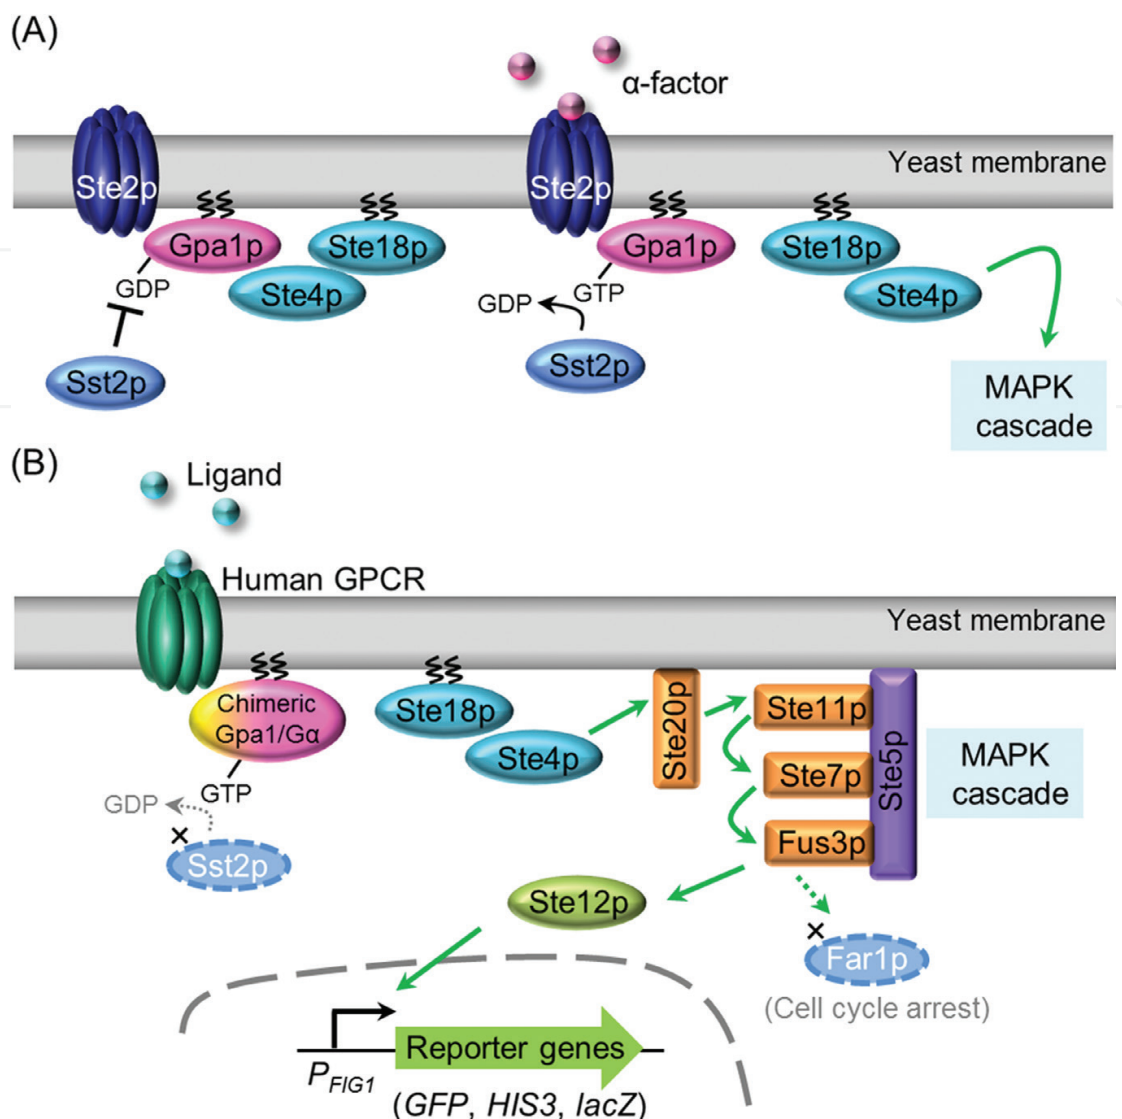 (A)
α-factor
Yeast membrane
Ste2p
Ste2p
Gpa1p
Ste18p
Gpa1p
Ste18p
GDP
Ste4p
GDP
GTP
Ste4p
Sst2p
Sst2p
MAPK
cascade
(B)
Ligand
Human GPCR
Yeast membrane
Chimeric
Gpa1/Gα
Ste18p
Ste4p
Ste20p
Ste11p
Ste7p
Fus3p
Ste5p
MAPK
cascade
GDP
GTP
×
Sst2p
Ste12p
×
Far1p
(Cell cycle arrest)
PFIG1
Reporter genes
(GFP, HIS3, lacZ)